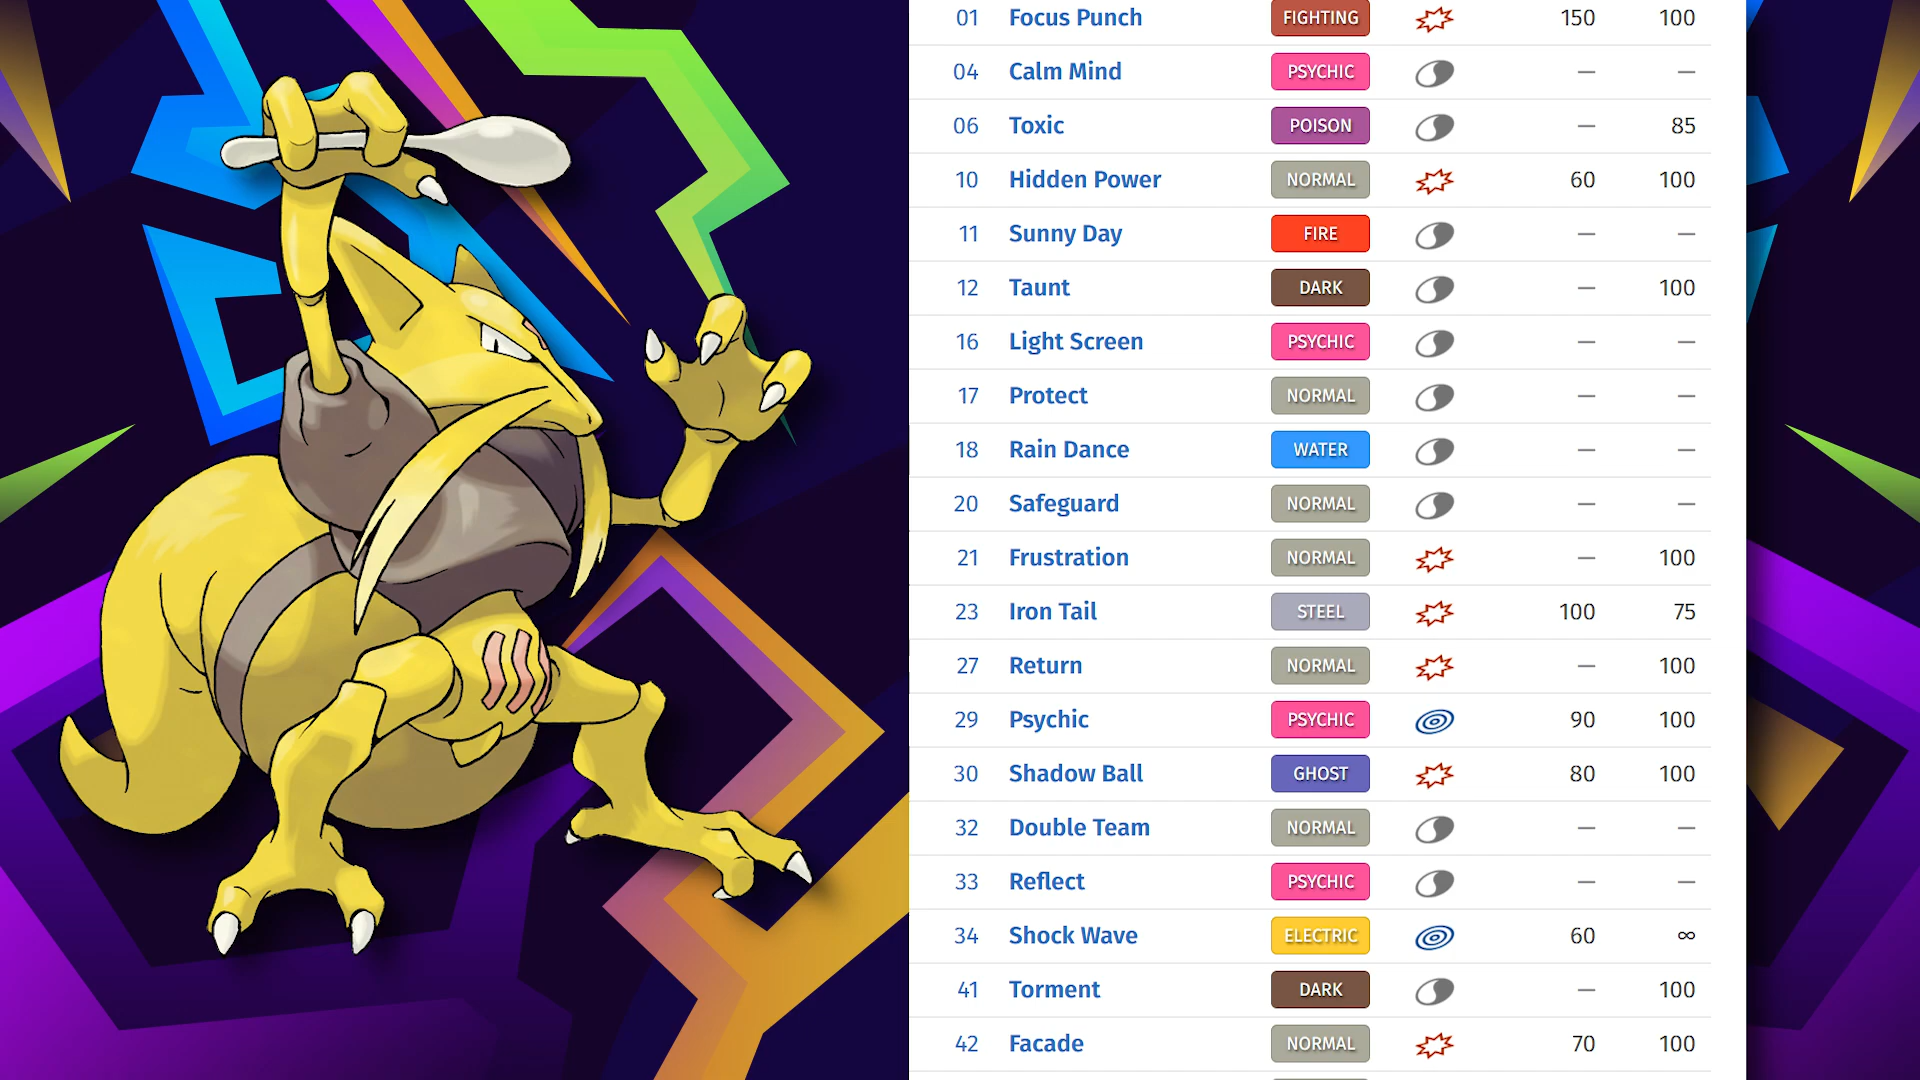 01 Focus Punch FIGHTING 150 100
04 Calm Mind PSYCHIC — —
06 Toxic POISON — 85
10 Hidden Power NORMAL 60 100
11 Sunny Day FIRE — —
12 Taunt DARK — 100
16 Light Screen PSYCHIC — —
17 Protect NORMAL — —
18 Rain Dance WATER — —
20 Safeguard NORMAL — —
21 Frustration NORMAL — 100
23 Iron Tail STEEL 100 75
27 Return NORMAL — 100
29 Psychic PSYCHIC 90 100
30 Shadow Ball GHOST 80 100
32 Double Team NORMAL — —
33 Reflect PSYCHIC — —
34 Shock Wave ELECTRIC 60 ∞
41 Torment DARK — 100
42 Facade NORMAL 70 100